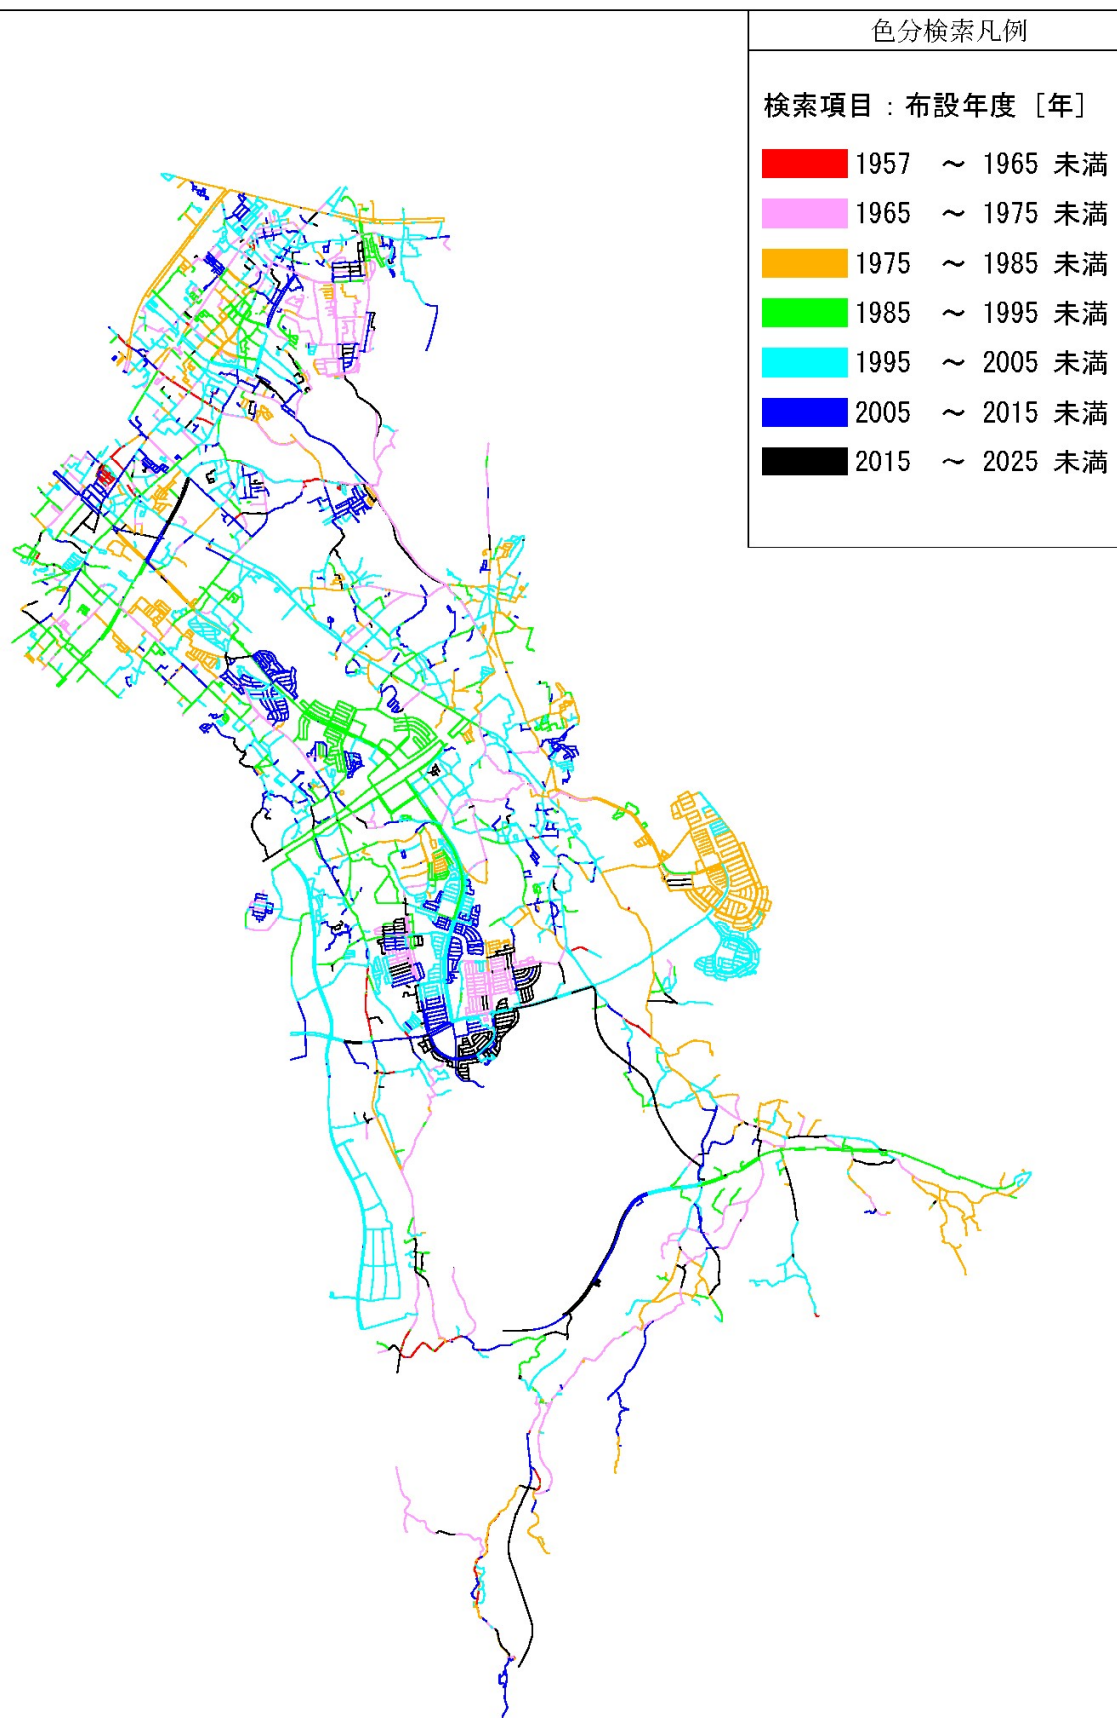 色分検索凡例
検索項目：布設年度［年］
1957 ～ 1965 未満
1965 ～ 1975 未満
1975 ～ 1985 未満
1985 ～ 1995 未満
1995 ～ 2005 未満
2005 ～ 2015 未満
2015 ～ 2025 未満